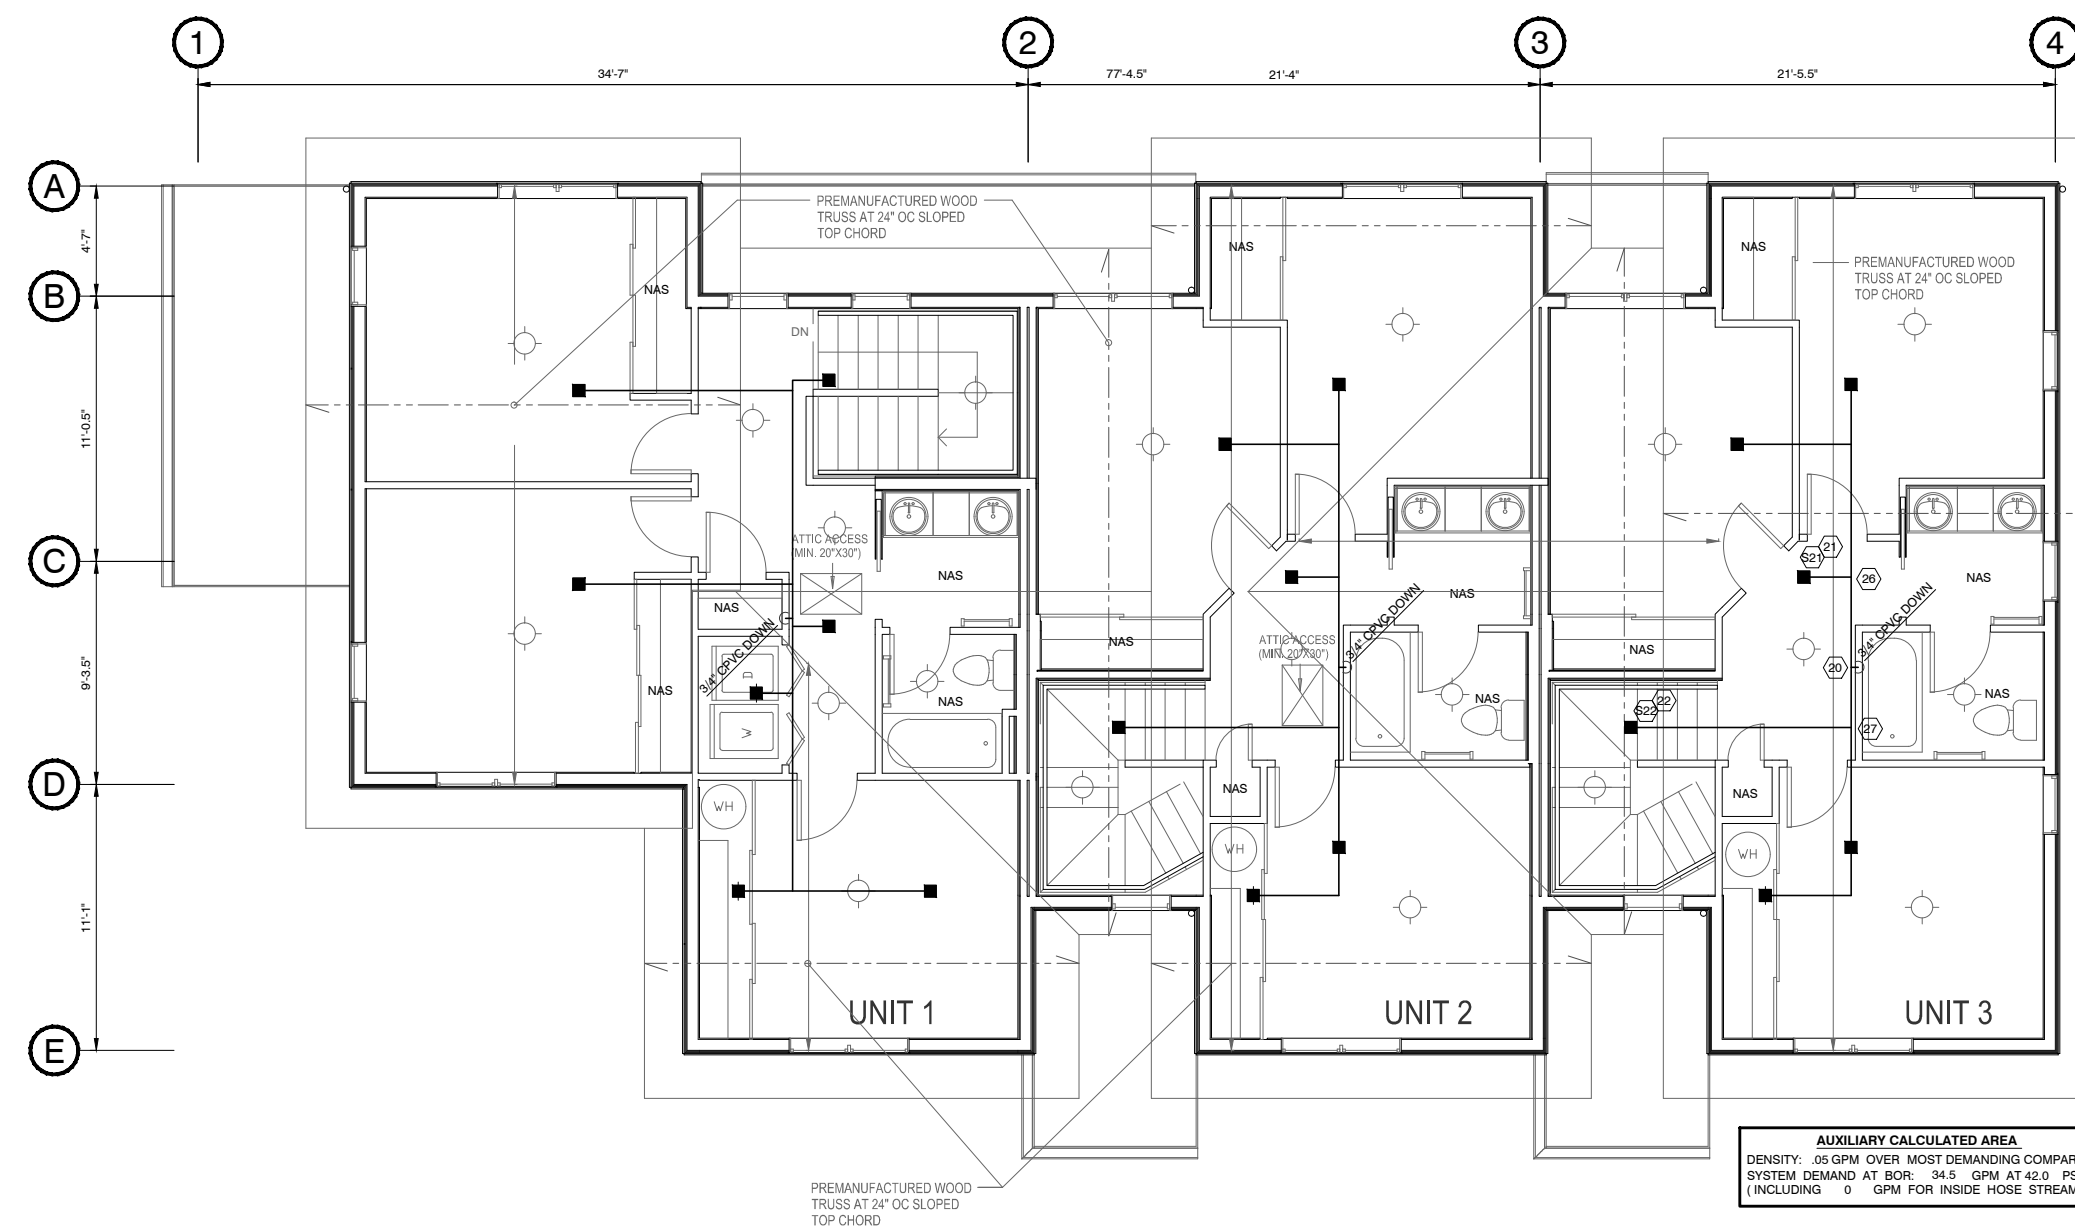 1
2
3
4
34'-7"
77'-4.5"
21'-4"
21'-5.5"
A
B
C
D
E
4'-7"
11'-0.5"
9'-3.5"
11'-1"
PREMANUFACTURED WOOD
TRUSS AT 24" OC SLOPED
TOP CHORD
NAS
NAS
PREMANUFACTURED WOOD
TRUSS AT 24" OC SLOPED
TOP CHORD
NAS
DN
ATTIC ACCESS
(MIN. 20"X30")
NAS
NAS
3/4" CPVC DOWN
D
W
NAS
NAS
WH
UNIT 1
NAS
NAS
ATTIC ACCESS
(MIN. 20"X30")
3/4" CPVC DOWN
NAS
NAS
WH
UNIT 2
21
S21
26
NAS
NAS
3/4" CPVC DOWN
20
NAS
22
S22
27
NAS
WH
UNIT 3
PREMANUFACTURED WOOD
TRUSS AT 24" OC SLOPED
TOP CHORD
AUXILIARY CALCULATED AREA
DENSITY: .05 GPM OVER MOST DEMANDING COMPAR
SYSTEM DEMAND AT BOR: 34.5 GPM AT 42.0 PS
( INCLUDING 0 GPM FOR INSIDE HOSE STREAM